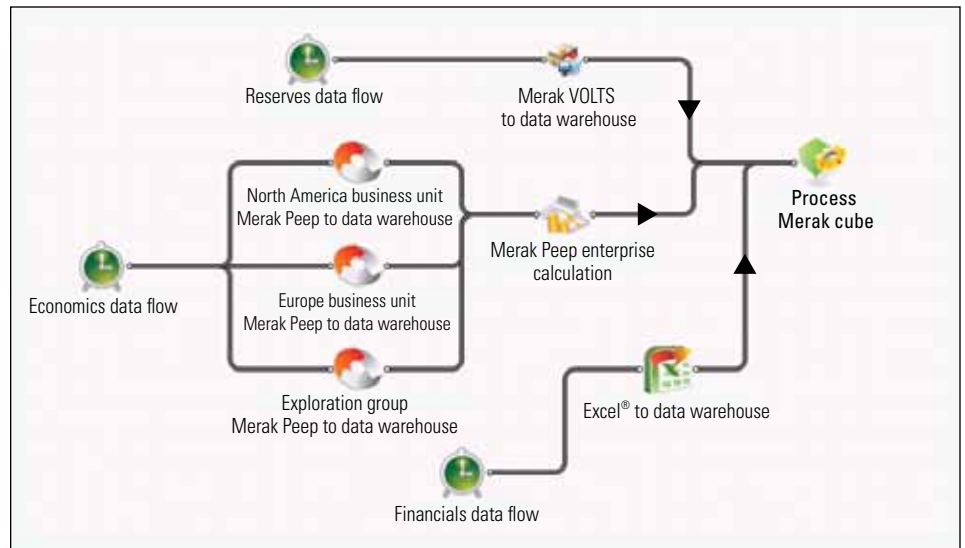 Reserves data flow
Merak VOLTS
to data warehouse
North America business unit
Merak Peep to data warehouse
Process
Merak cube
Merak Peep enterprise
calculation
Economics data flow
Europe business unit
Merak Peep to data warehouse
Exploration group
Merak Peep to data warehouse
Excel® to data warehouse
Financials data flow